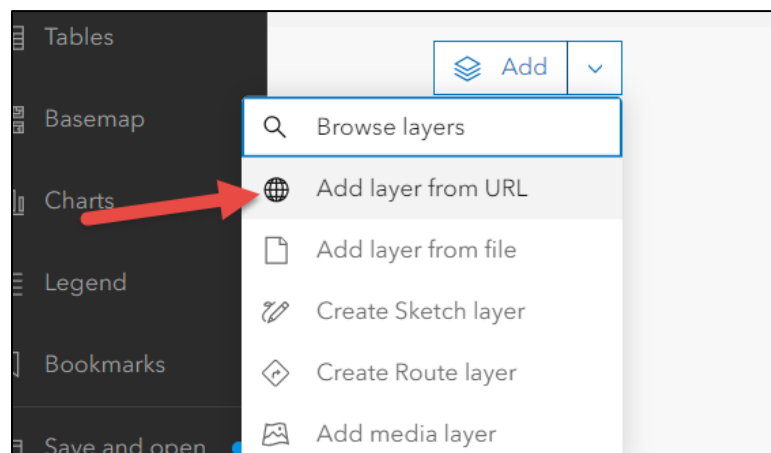 Tables
Add
Basemap
Browse layers
Add layer from URL
Charts
Add layer from file
Legend
Create Sketch layer
Bookmarks
Create Route layer
Add media layer
Save and open